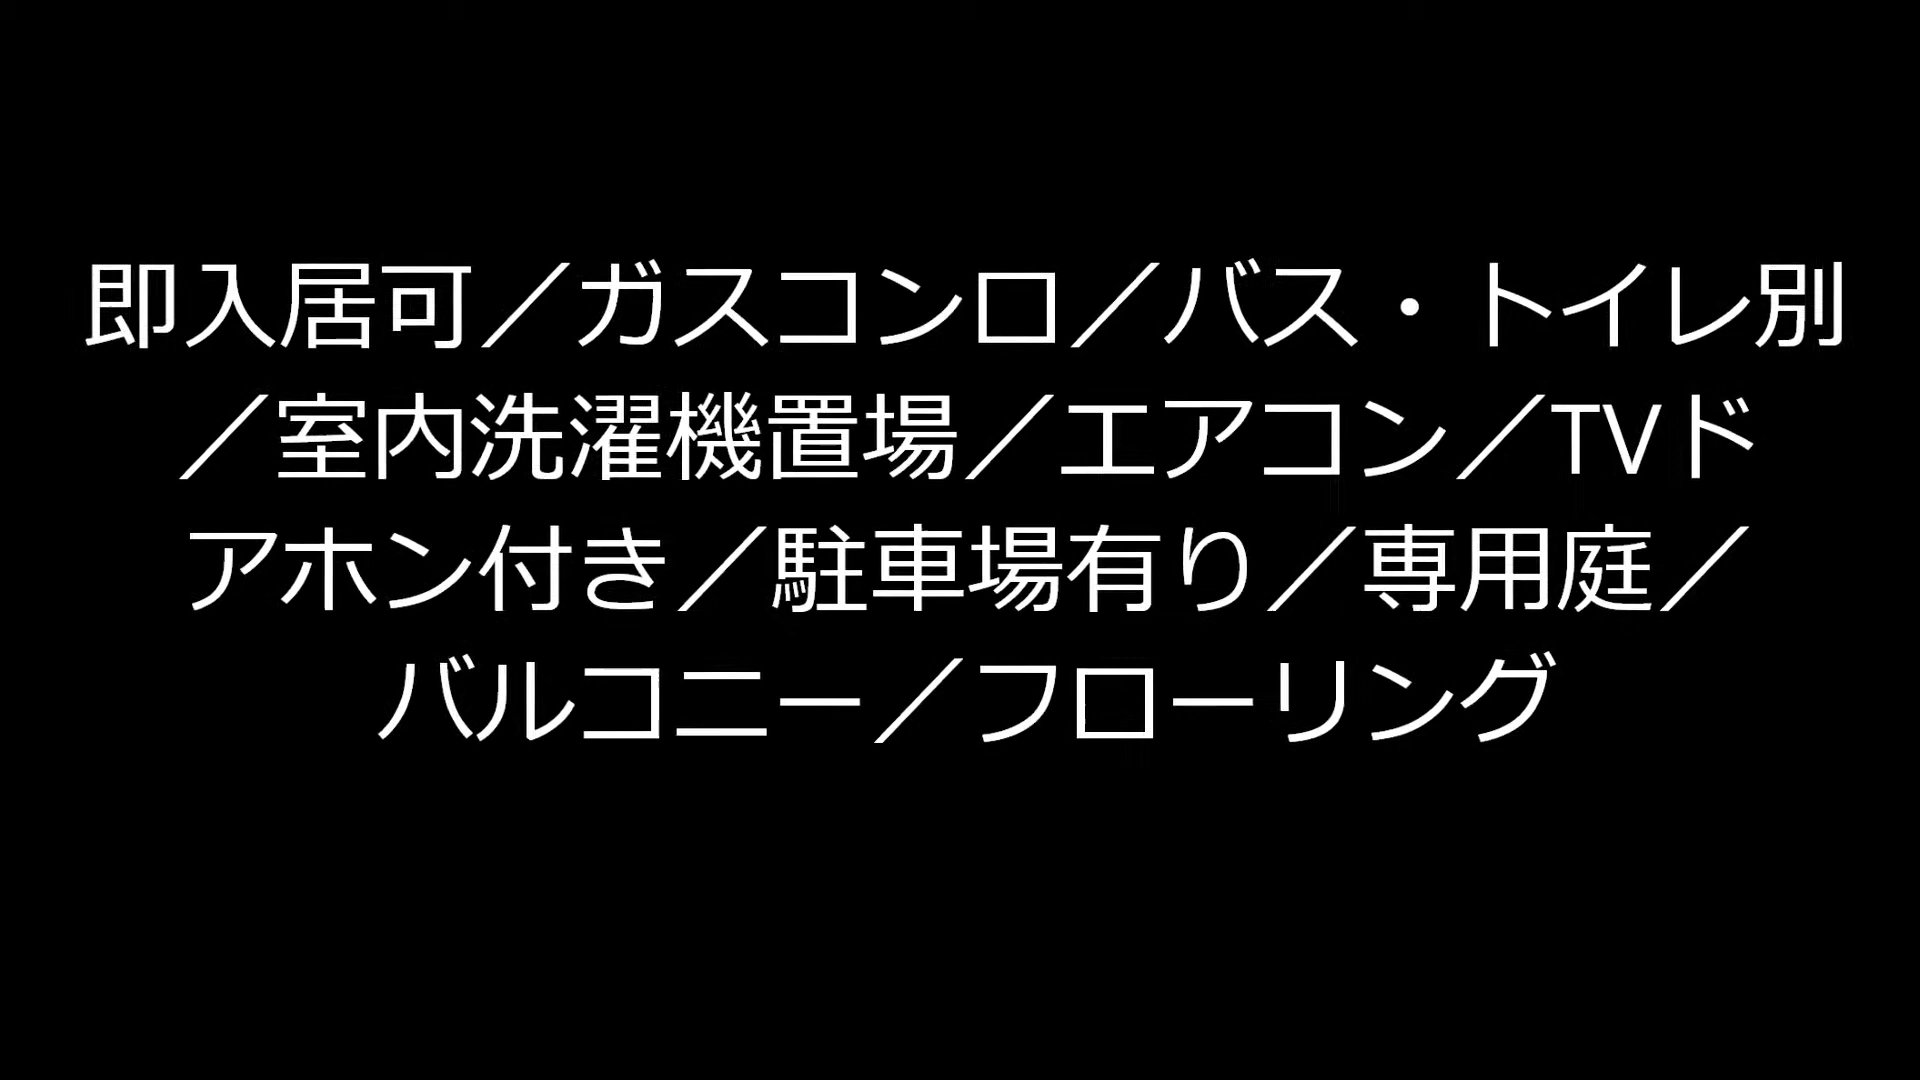 即入居可／ガスコンロ／バス・トイレ別
／室内洗濯機置場／エアコン／TVド
アホン付き／駐車場有り／専用庭／
バルコニー／フローリング